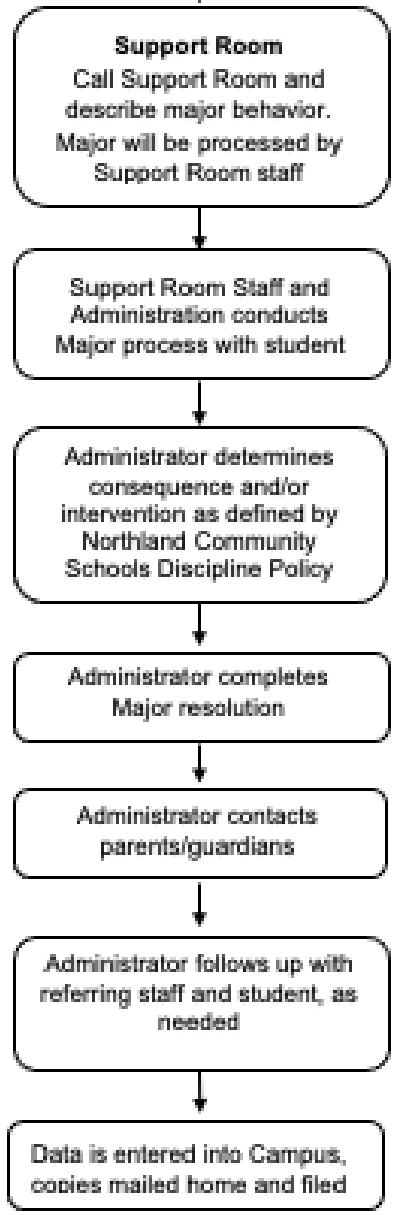 Support Room
Call Support Room and
describe major behavior.
Major will be processed by
Support Room staff
Support Room Staff and
Administration conducts
Major process with student
Administrator determines
consequence and/or
intervention as defined by
Northland Community
Schools Discipline Policy
Administrator completes
Major resolution
Administrator contacts
parents/guardians
Administrator follows up with
referring staff and student, as
needed
Data is entered into Campus,
copies mailed home and filed